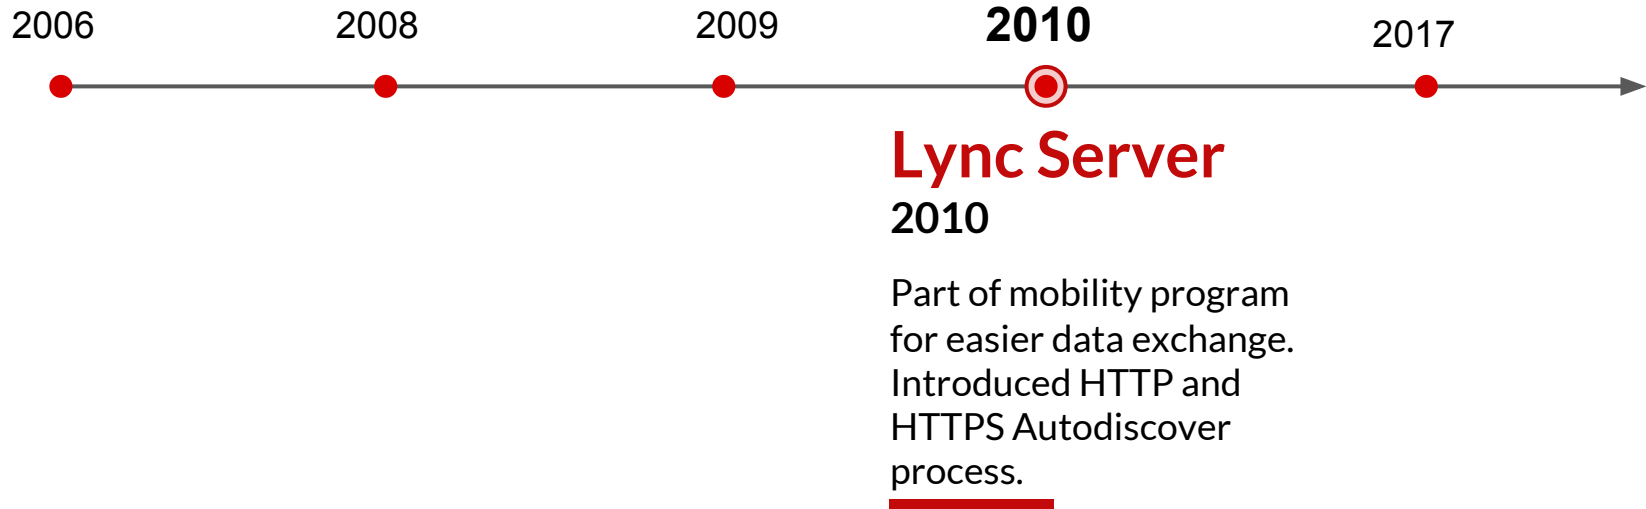 2006 2008 2009 2010 2017
Lync Server
2010
Part of mobility program
for easier data exchange.
Introduced HTTP and
HTTPS Autodiscover
process.